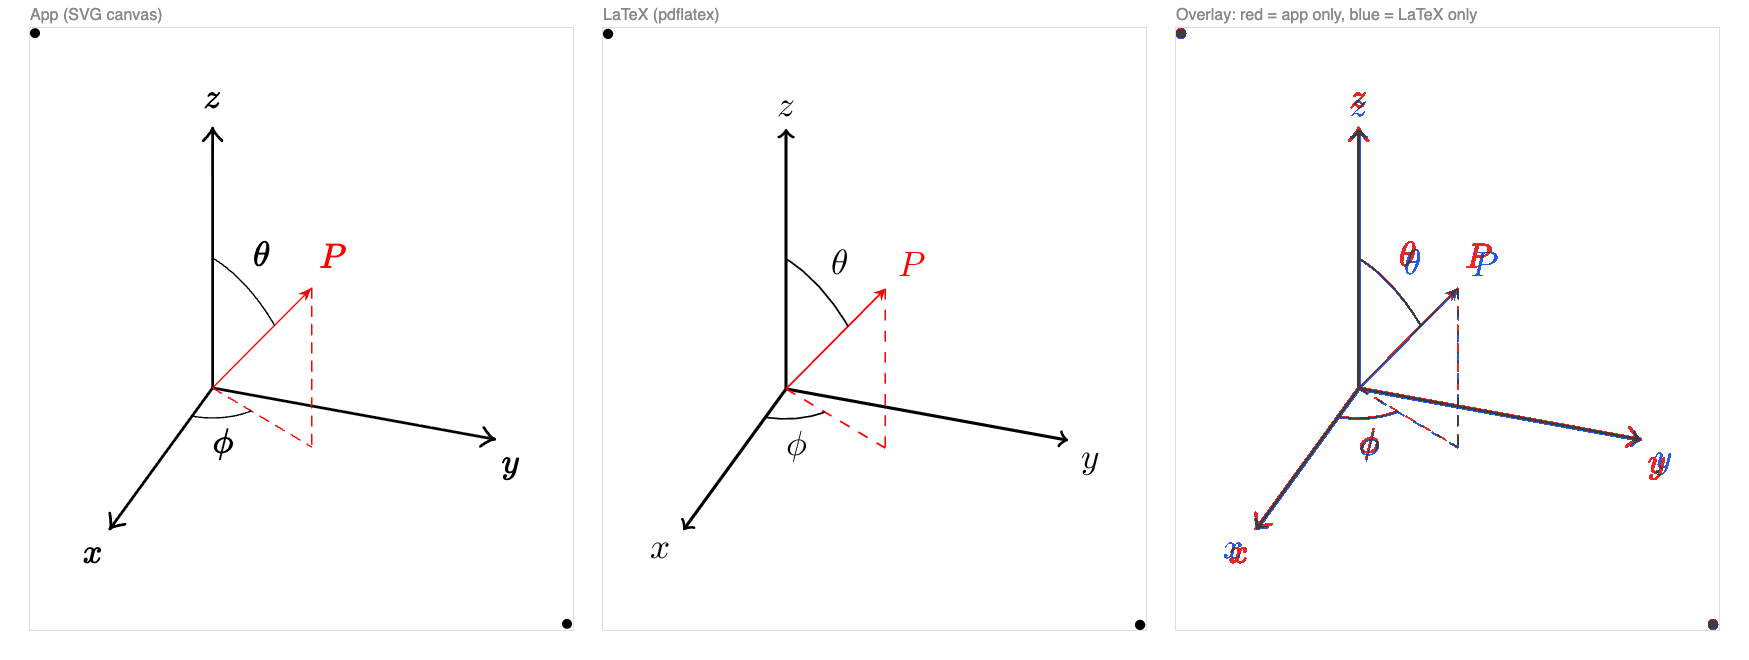 App (SVG canvas)
z
θ
P
ϕ
y
x
LaTeX (pdflatex)
z
θ
P
ϕ
y
x
Overlay: red = app only, blue = LaTeX only
z
z
θ
θ
P
P
ϕ
y
y
x
x